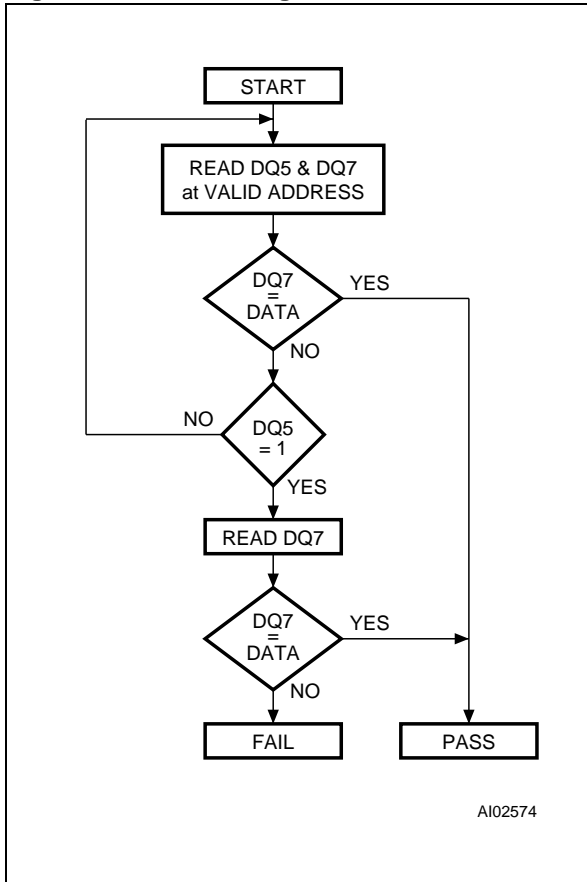 START
READ DQ5 & DQ7
at VALID ADDRESS
DQ7
=
DATA
YES
NO
NO
DQ5
= 1
YES
READ DQ7
DQ7
=
DATA
YES
NO
FAIL
PASS
AI02574